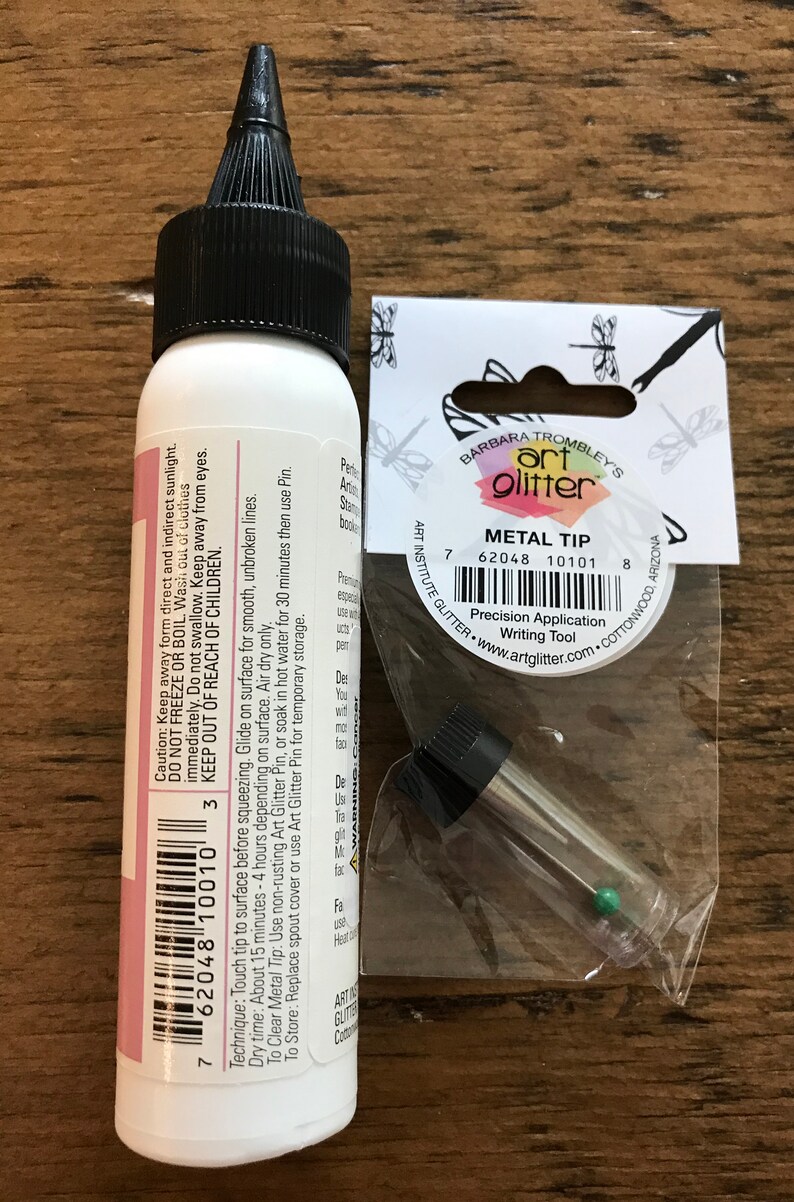 Caution: Keep away form direct and indirect sunlight.
DO NOT FREEZE OR BOIL. Wash out of clothes
immediately. Do not swallow. Keep away from eyes.
KEEP OUT OF REACH OF CHILDREN.
7 62048 10010 3
Technique: Touch tip to surface before squeezing. Glide on surface for smooth, unbroken lines.
Dry time: About 15 minutes - 4 hours depending on surface. Air dry only.
To Clear Metal Tip: Use non-rusting Art Glitter Pin, or soak in hot water for 30 minutes then use Pin.
To Store: Replace spout cover or use Art Glitter Pin for temporary storage.
WARNING: Cancer
Premium
use with
Heat
ART
GLITTER
BARBARA TROMBLEY'S
art
glitter
METAL TIP
7 62048 10101 8
Precision Application
Writing Tool
ART INSTITUTE GLITTER • www.artglitter.com • COTTONWOOD, ARIZONA